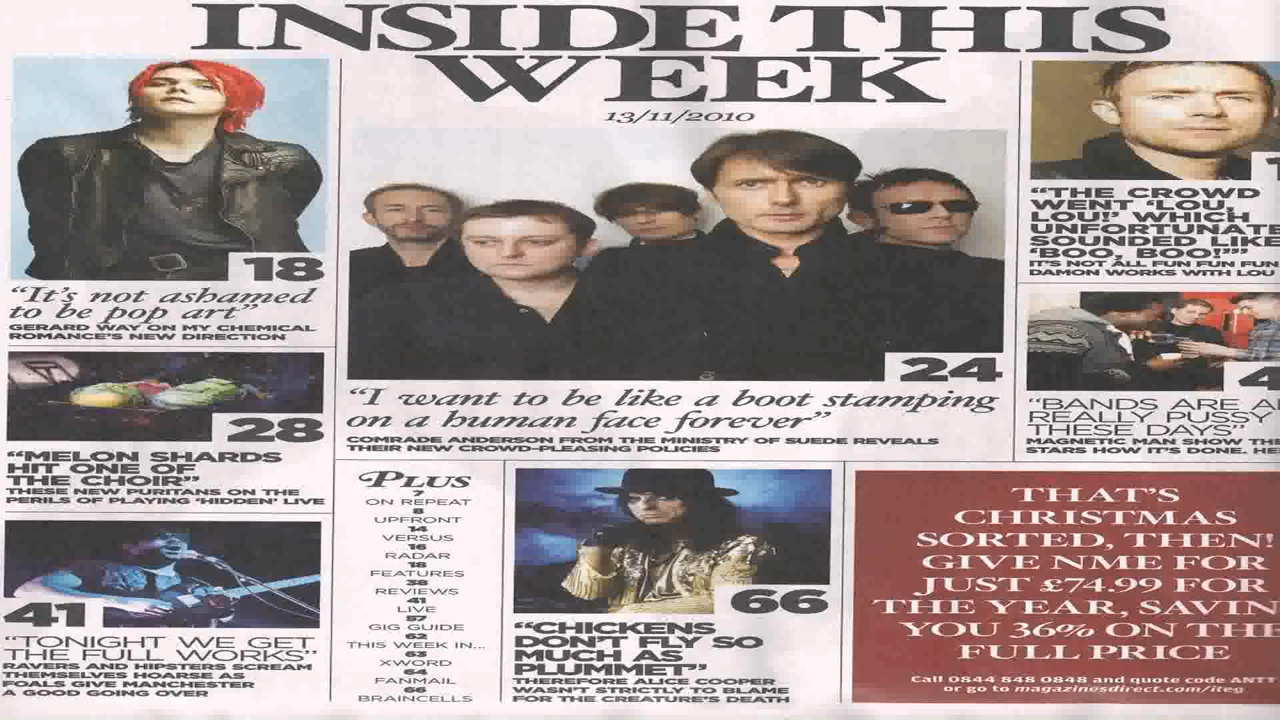 INSIDE THIS
WEEK
13/11/2010
18
"It's not ashamed
to be pop art"
GERARD WAY ON MY CHEMICAL
ROMANCE'S NEW DIRECTION
28
"MELON SHARDS
HIT ONE OF
THE CHOIR"
THESE NEW PURITANS ON THE
PERILS OF PLAYING 'HIDDEN' LIVE
41
"TONIGHT WE GET
THE FULL WORKS"
RAVERS AND HIPSTERS SCREAM
THEMSELVES HOARSE AS
FOALS GIVE MANCHESTER
A GOOD GOING OVER
24
"I want to be like a boot stamping
on a human face forever"
COMRADE ANDERSON FROM THE MINISTRY OF SUEDE REVEALS
THEIR NEW CROWD-PLEASING POLICIES
PLUS
7
ON REPEAT
8
UPFRONT
14
VERSUS
16
RADAR
18
FEATURES
38
REVIEWS
41
LIVE
57
GIG GUIDE
62
THIS WEEK IN...
63
XWORD
64
FANMAIL
66
BRAINCELLS
66
"CHICKENS
DON'T FLY SO
MUCH AS
PLUMMET"
THEREFORE ALICE COOPER
WASN'T STRICTLY TO BLAME
FOR THE CREATURE'S DEATH
"THE CROWD
WENT 'LOU,
LOU!' WHICH
UNFORTUNATE
SOUNDED LIKE
'BOO, BOO!'"
IT'S NOT ALL FUN FUN FUN
DAMON WORKS WITH LOU
4
"BANDS ARE
REALLY PUSSY
THESE DAYS"
MAGNETIC MAN SHOW
STARS HOW IT'S DONE.
THAT'S
CHRISTMAS
SORTED, THEN!
GIVE NME FOR
JUST £74.99 FOR
THE YEAR, SAVIN
YOU 36% ON THE
FULL PRICE
Call 0844 848 0848 and quote code
or go to magazinesdirect.com/iteg